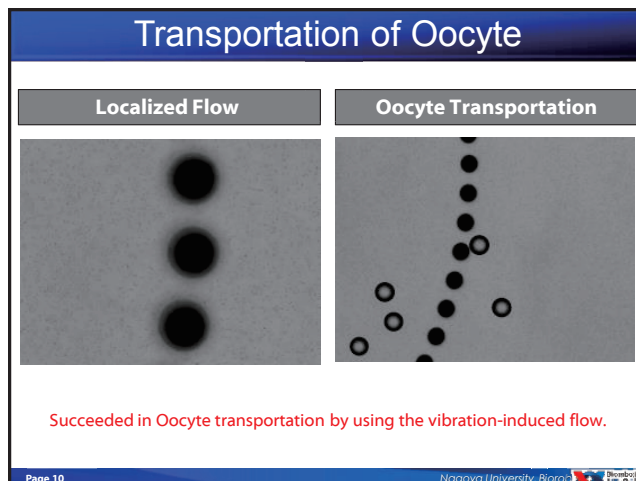 Transportation of Oocyte
Localized Flow
Oocyte Transportation
Succeeded in Oocyte transportation by using the vibration-induced flow.
Page 10
Nagoya University,